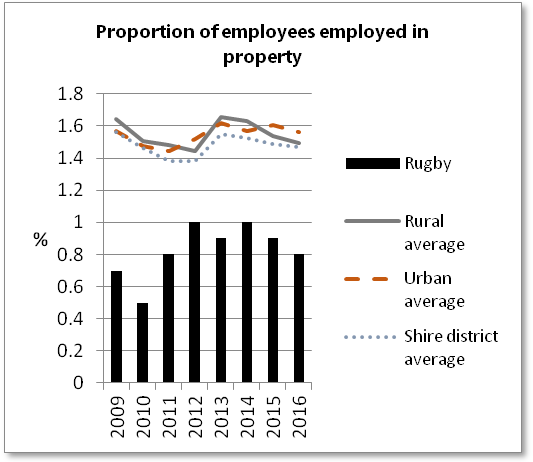 Proportion of employees employed in
property
1.8
1.6
1.4
1.2
1
0.8
0.6
0.4
0.2
0
%
2009
2010
2011
2012
2013
2014
2015
2016
Rugby
Rural
average
Urban
average
Shire district
average